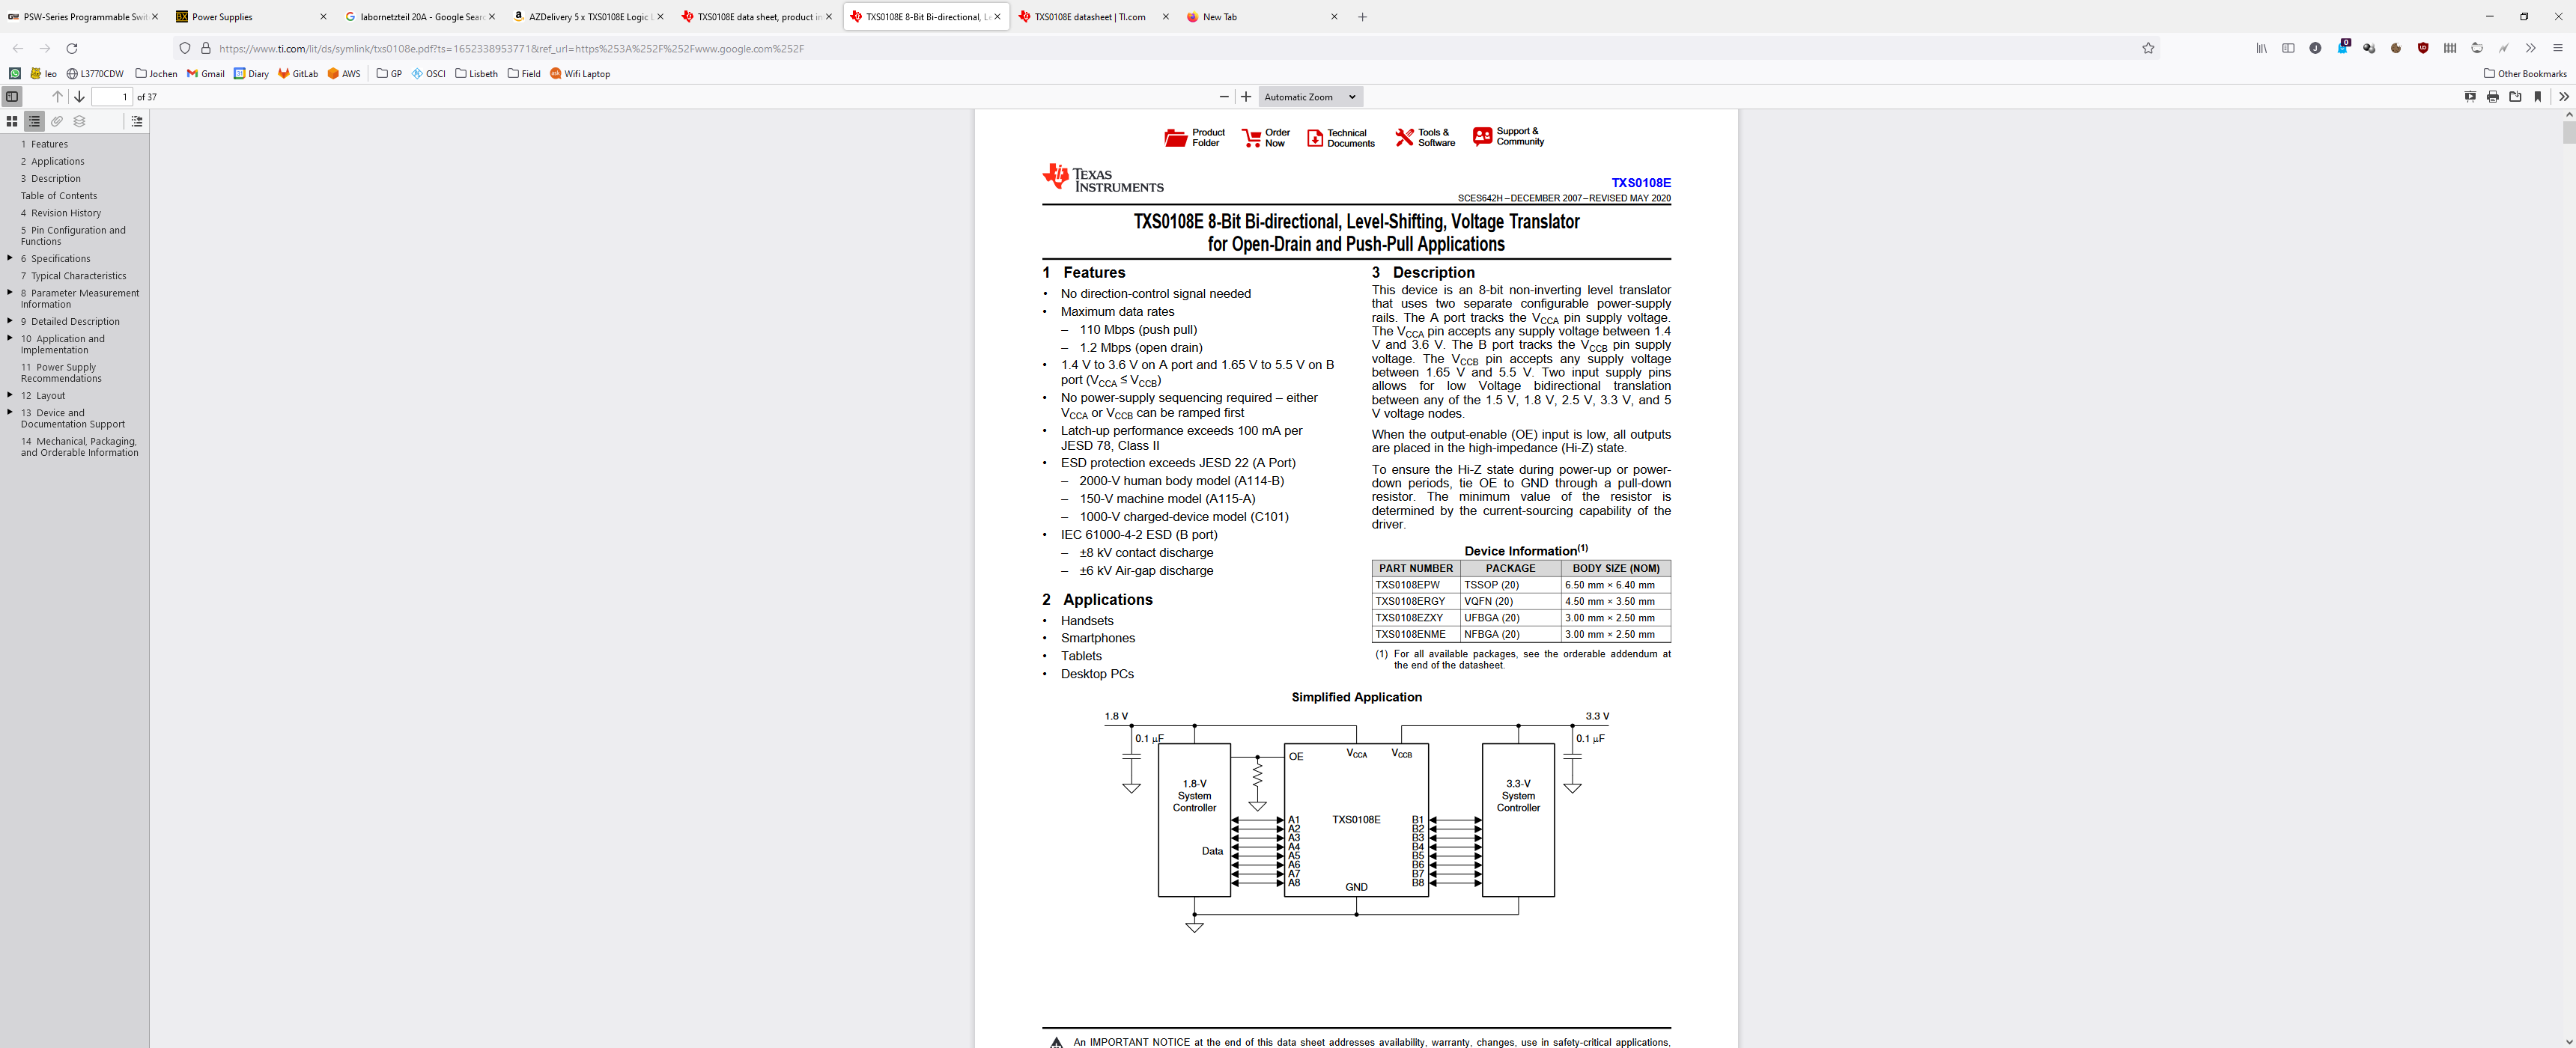 PSW-Series Programmable Swit
Power Supplies
labornetzteil 20A - Google Searc
AZDelivery 5 x TXS0108E Logic L
TXS0108E data sheet, product in
TXS0108E 8-Bit Bi-directional, Le
TXS0108E datasheet | TI.com
New Tab
https://www.ti.com/lit/ds/symlink/txs0108e.pdf?ts=1652338953771&ref_url=https%253A%252F%252Fwww.google.com%252F
leo
L3770CDW
Jochen
Gmail
Diary
GitLab
AWS
GP
OSCI
Lisbeth
Field
Wifi Laptop
Other Bookmarks
1 of 37
Automatic Zoom
1 Features
2 Applications
3 Description
Table of Contents
4 Revision History
5 Pin Configuration and
Functions
6 Specifications
7 Typical Characteristics
8 Parameter Measurement
Information
9 Detailed Description
10 Application and
Implementation
11 Power Supply
Recommendations
12 Layout
13 Device and
Documentation Support
14 Mechanical, Packaging,
and Orderable Information
Product
Folder
Order
Now
Technical
Documents
Tools &
Software
Support &
Community
TEXAS
INSTRUMENTS
TXS0108E
SCES642H – DECEMBER 2007 – REVISED MAY 2020
TXS0108E 8-Bit Bi-directional, Level-Shifting, Voltage Translator
for Open-Drain and Push-Pull Applications
1 Features
• No direction-control signal needed
• Maximum data rates
– 110 Mbps (push pull)
– 1.2 Mbps (open drain)
• 1.4 V to 3.6 V on A port and 1.65 V to 5.5 V on B
port (VCCA ≤ VCCB)
• No power-supply sequencing required – either
VCCA or VCCB can be ramped first
• Latch-up performance exceeds 100 mA per
JESD 78, Class II
• ESD protection exceeds JESD 22 (A Port)
– 2000-V human body model (A114-B)
– 150-V machine model (A115-A)
– 1000-V charged-device model (C101)
• IEC 61000-4-2 ESD (B port)
– ±8 kV contact discharge
– ±6 kV Air-gap discharge
2 Applications
• Handsets
• Smartphones
• Tablets
• Desktop PCs
3 Description
This device is an 8-bit non-inverting level translator
that uses two separate configurable power-supply
rails. The A port tracks the VCCA pin supply voltage.
The VCCA pin accepts any supply voltage between 1.4
V and 3.6 V. The B port tracks the VCCB pin supply
voltage. The VCCB pin accepts any supply voltage
between 1.65 V and 5.5 V. Two input supply pins
allows for low Voltage bidirectional translation
between any of the 1.5 V, 1.8 V, 2.5 V, 3.3 V, and 5
V voltage nodes.
When the output-enable (OE) input is low, all outputs
are placed in the high-impedance (Hi-Z) state.
To ensure the Hi-Z state during power-up or power-
down periods, tie OE to GND through a pull-down
resistor. The minimum value of the resistor is
determined by the current-sourcing capability of the
driver.
Device Information(1)
PART NUMBER PACKAGE BODY SIZE (NOM)
TXS0108EPW TSSOP (20) 6.50 mm × 6.40 mm
TXS0108ERGY VQFN (20) 4.50 mm × 3.50 mm
TXS0108EZXY UFBGA (20) 3.00 mm × 2.50 mm
TXS0108ENME NFBGA (20) 3.00 mm × 2.50 mm
(1) For all available packages, see the orderable addendum at
the end of the datasheet.
Simplified Application
1.8 V
3.3 V
0.1 µF
0.1 µF
OE
VCCA
VCCB
1.8-V
System
Controller
3.3-V
System
Controller
TXS0108E
Data
A1
A2
A3
A4
A5
A6
A7
A8
B1
B2
B3
B4
B5
B6
B7
B8
GND
An IMPORTANT NOTICE at the end of this data sheet addresses availability, warranty, changes, use in safety-critical applications,